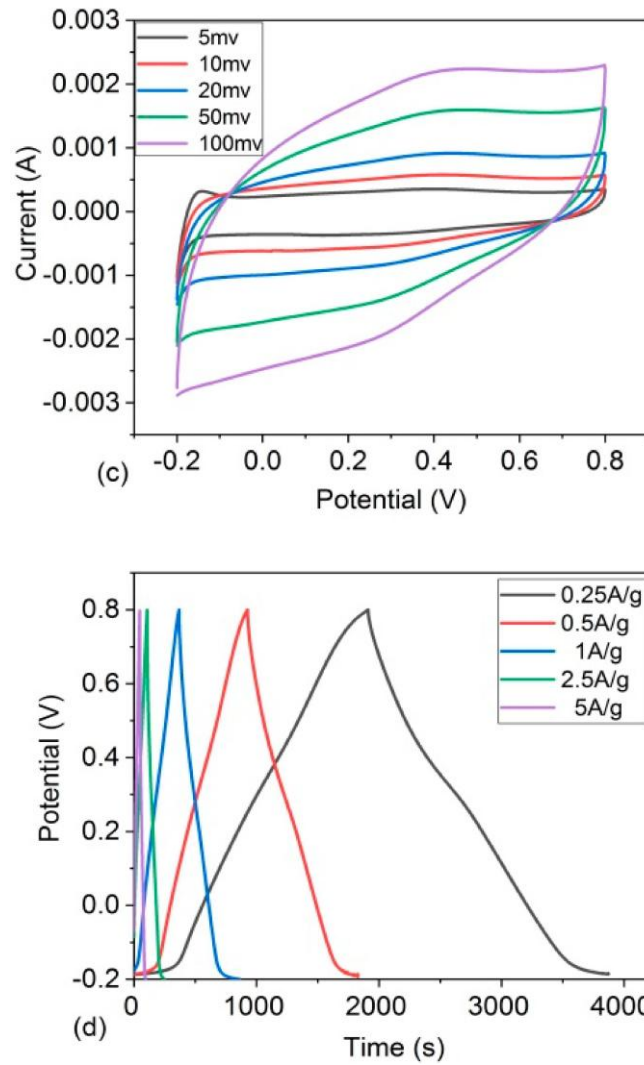 0.003
0.002
0.001
0.000
-0.001
-0.002
-0.003
Current (A)
5mv
10mv
20mv
50mv
100mv
-0.2 0.0 0.2 0.4 0.6 0.8
(c)
Potential (V)
0.8
0.6
0.4
0.2
0.0
-0.2
Potential (V)
0.25A/g
0.5A/g
1A/g
2.5A/g
5A/g
0 1000 2000 3000 400
(d)
Time (s)